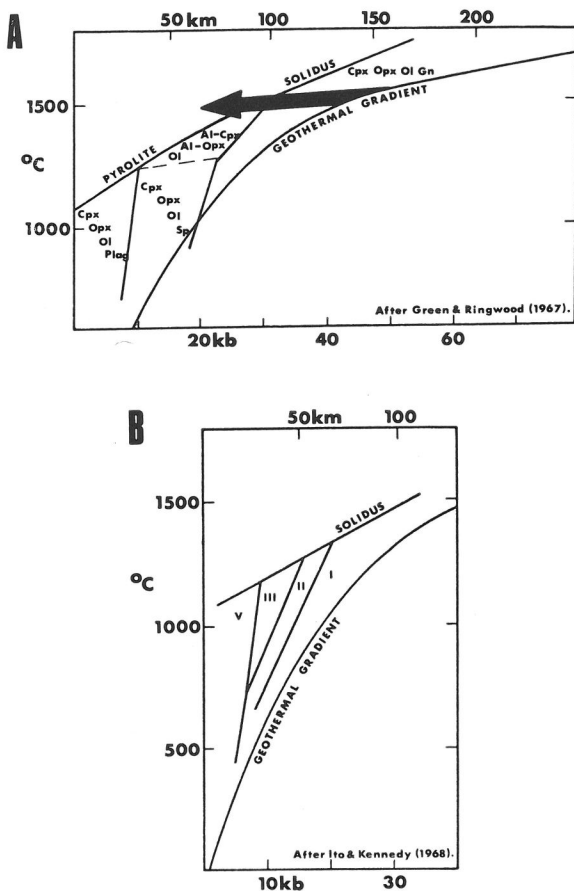 A
50 km 100 150 200
1500
1000
°C
SOLIDUS
PYROLITE
Cpx Opx Ol Gn
GEOTHERMAL GRADIENT
Al-Cpx
Al-Opx
Ol
Cpx
Opx
Ol
Sp
Cpx
Opx
Ol
Plag
After Green & Ringwood (1967).
20kb 40 60
B
50km 100
1500
°C
1000
500
SOLIDUS
V III II I
GEOTHERMAL GRADIENT
After Ito & Kennedy (1968).
10kb 30